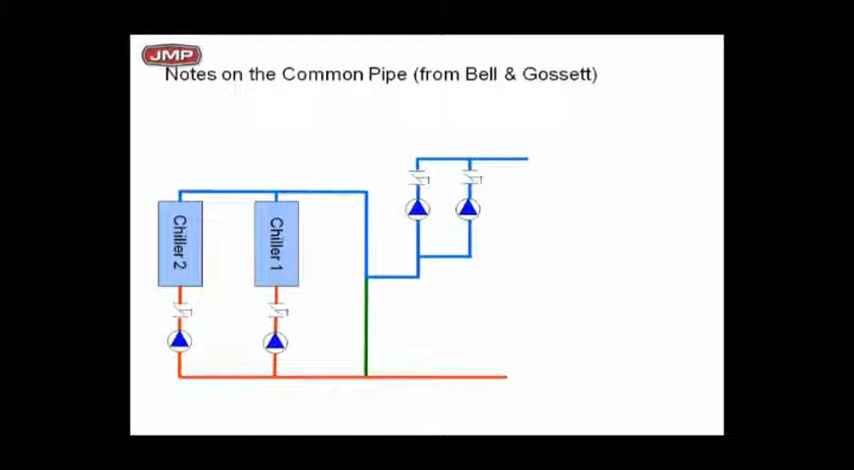 JMP
Notes on the Common Pipe (from Bell & Gossett)
Chiller 2
Chiller 1